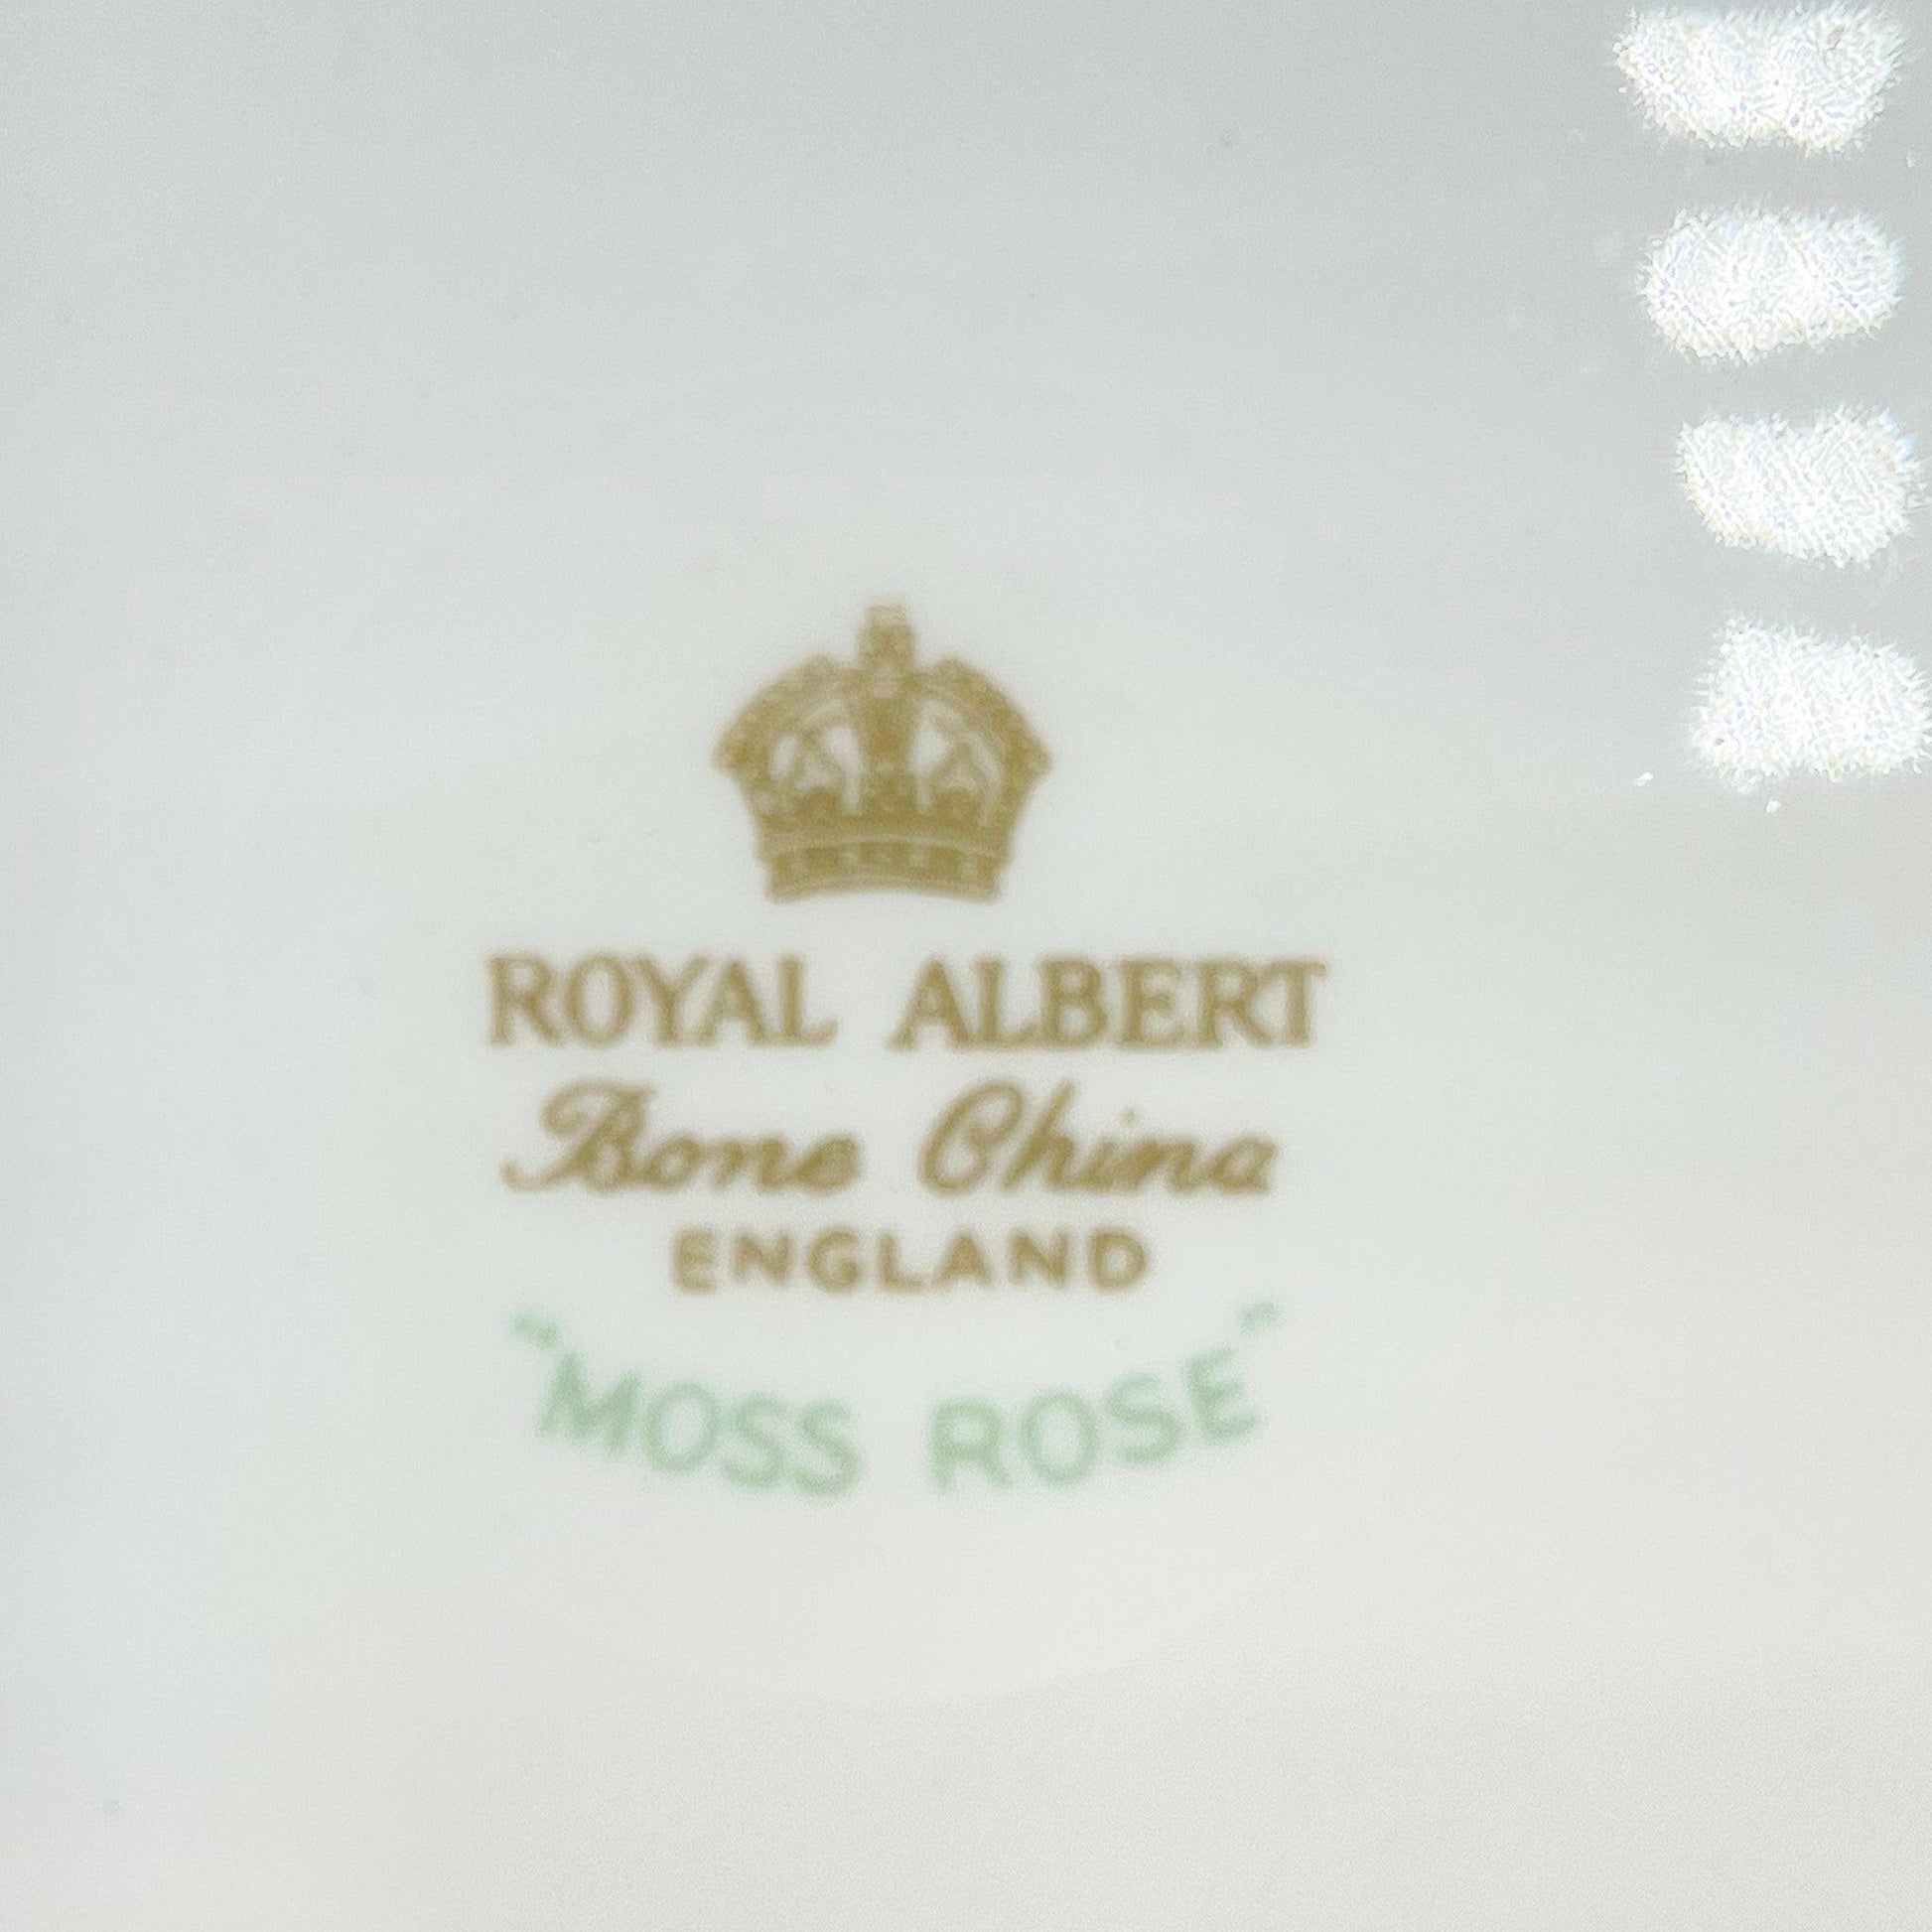 ROYAL ALBERT
Bone China
ENGLAND
"MOSS ROSE"